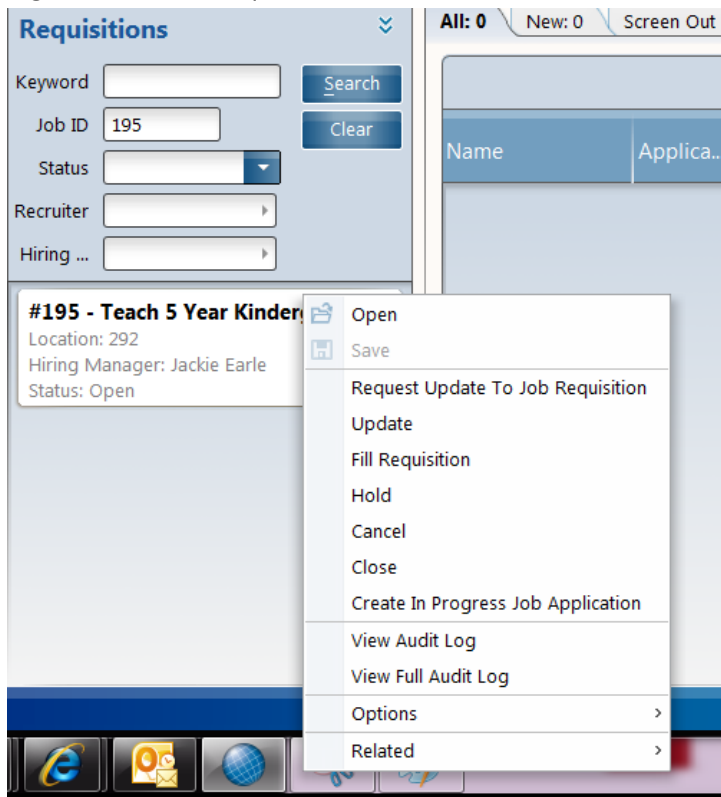 Requisitions
All: 0 New: 0 Screen Out
Keyword Search
Job ID 195 Clear
Status
Recruiter
Hiring ...
Name Applica...
#195 - Teach 5 Year Kinder
Location: 292
Hiring Manager: Jackie Earle
Status: Open
Open
Save
Request Update To Job Requisition
Update
Fill Requisition
Hold
Cancel
Close
Create In Progress Job Application
View Audit Log
View Full Audit Log
Options
Related